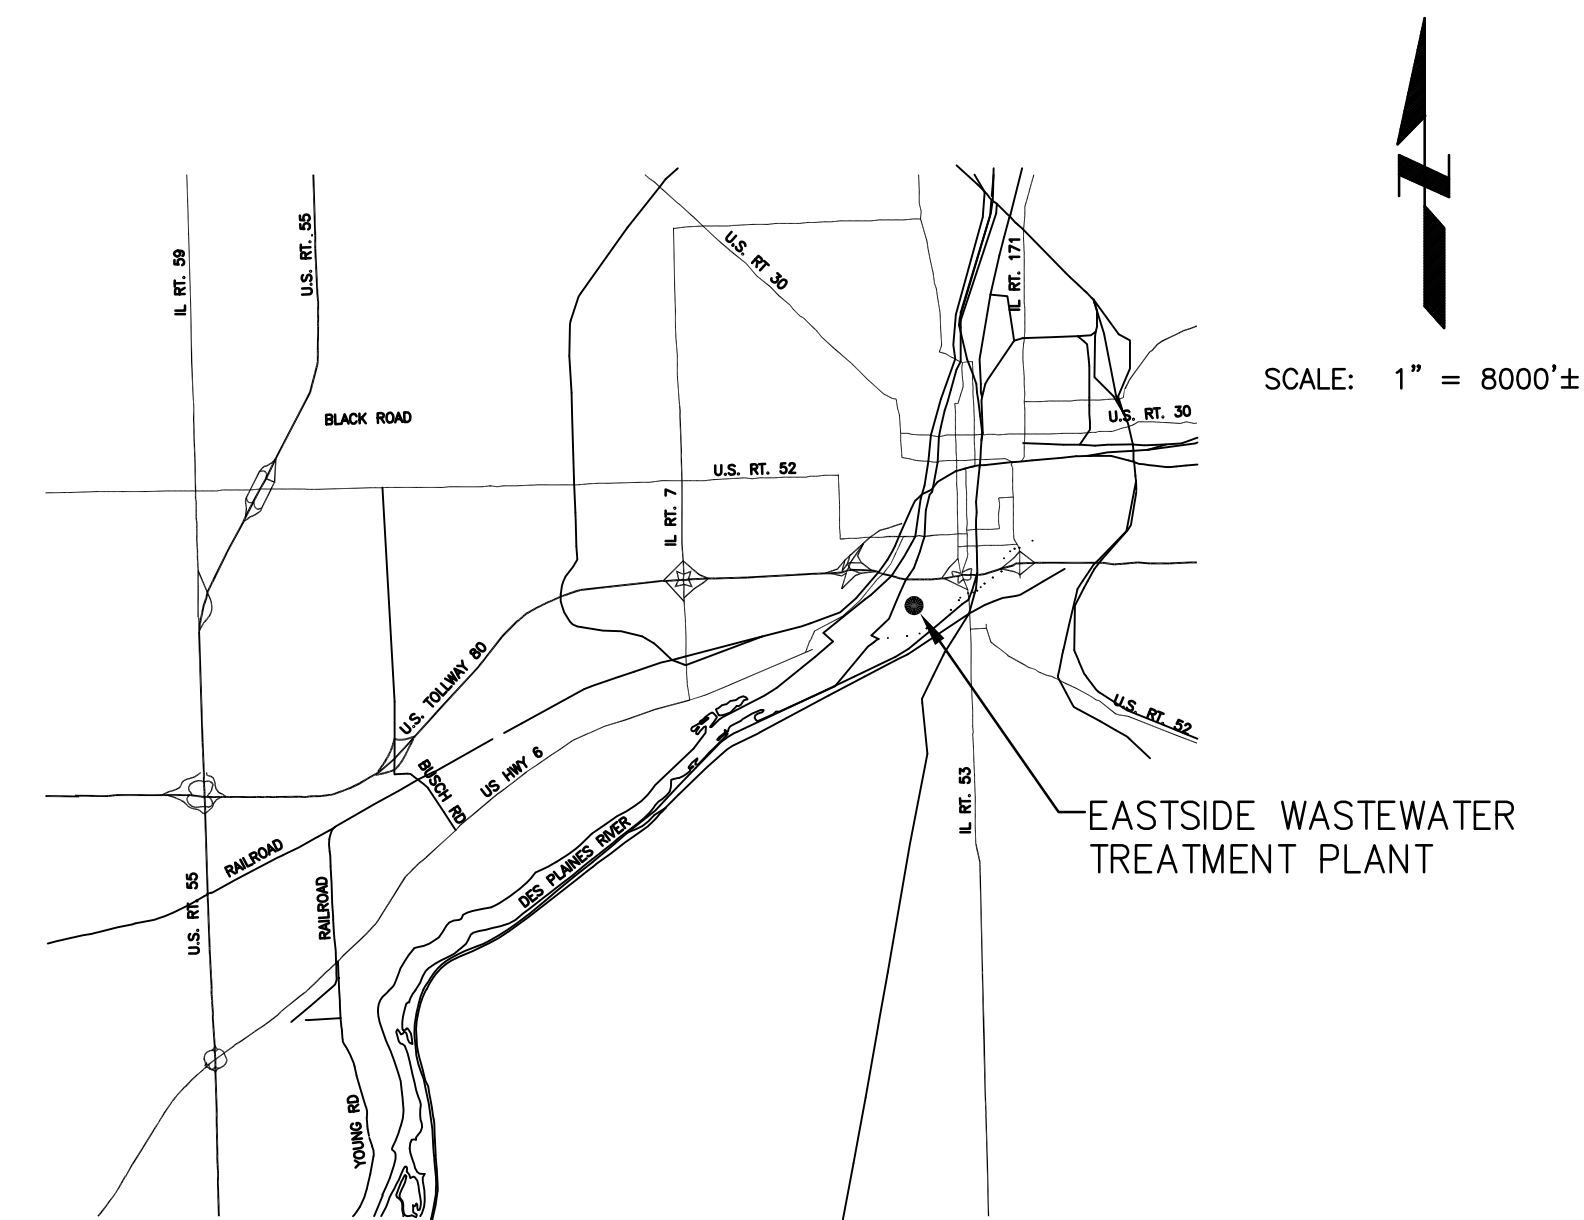 IL RT. 59
U.S. RT. 55
U.S. RT 30
IL RT. 171
SCALE: 1" = 8000'±
BLACK ROAD
U.S. RT. 30
U.S. RT. 52
IL RT. 7
U.S. TOLLWAY 80
U.S. RT. 52
US HWY 6
BUSCH RD
IL RT. 53
EASTSIDE WASTEWATER
TREATMENT PLANT
RAILROAD
DES PLAINES RIVER
U.S. RT. 55
RAILROAD
YOUNG RD